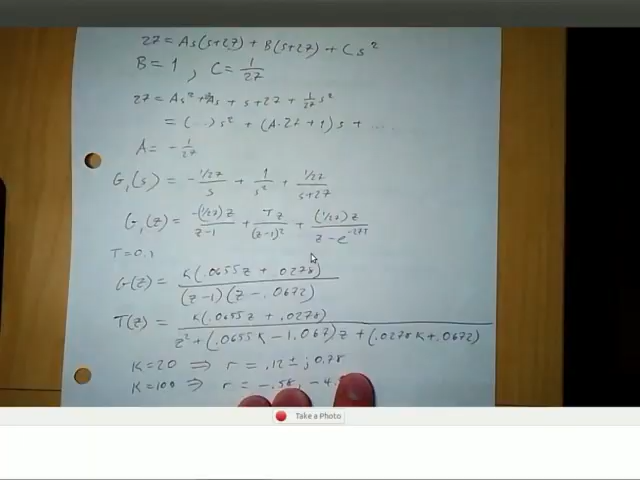 27 = As(s+27) + B(s+27) + Cs²
B = 1 , C = 1/27
27 = As² + As + s+27 + 1/27 s²
= (...)s² + (A·27+1)s + ...
A = -1/27
G₁(s) = -(1/27)/s + 1/s² + (1/27)/(s+27)
G₁(z) = -(1/27)z/(z-1) + Tz/(z-1)² + (1/27)z/(z-e^-27T)
T = 0.1
G(z) = K(.0655z + .0278)/((z-1)(z-.0672))
T(z) = K(.0655z + .0278)/(z² + (.0655K - 1.067)z + (.0278K + .0672))
K=20 ⇒ r = .12 ± j0.78
K=100 ⇒ r = -.58, -4.
Take a Photo